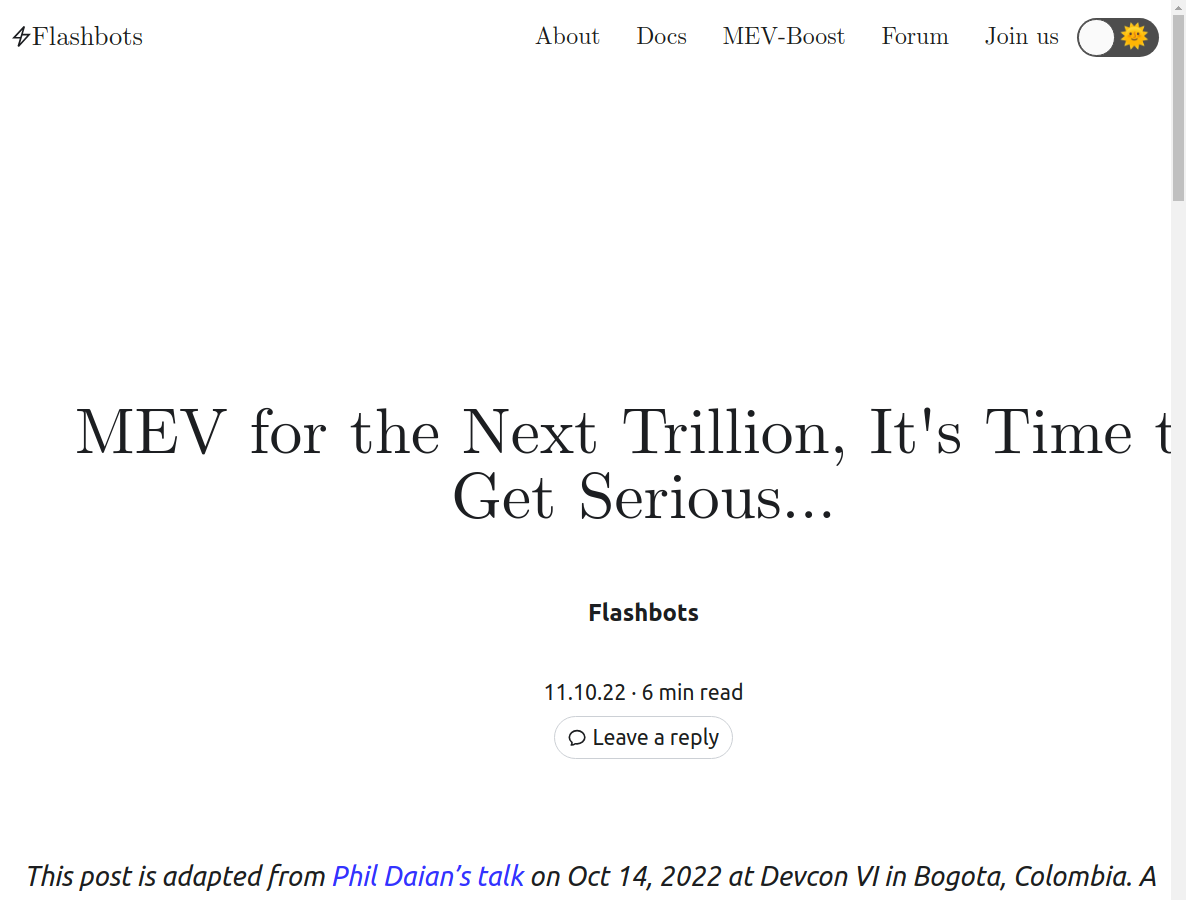 Flashbots
About Docs MEV-Boost Forum Join us
MEV for the Next Trillion, It's Time t
Get Serious...
Flashbots
11.10.22 · 6 min read
Leave a reply
This post is adapted from Phil Daian’s talk on Oct 14, 2022 at Devcon VI in Bogota, Colombia. A